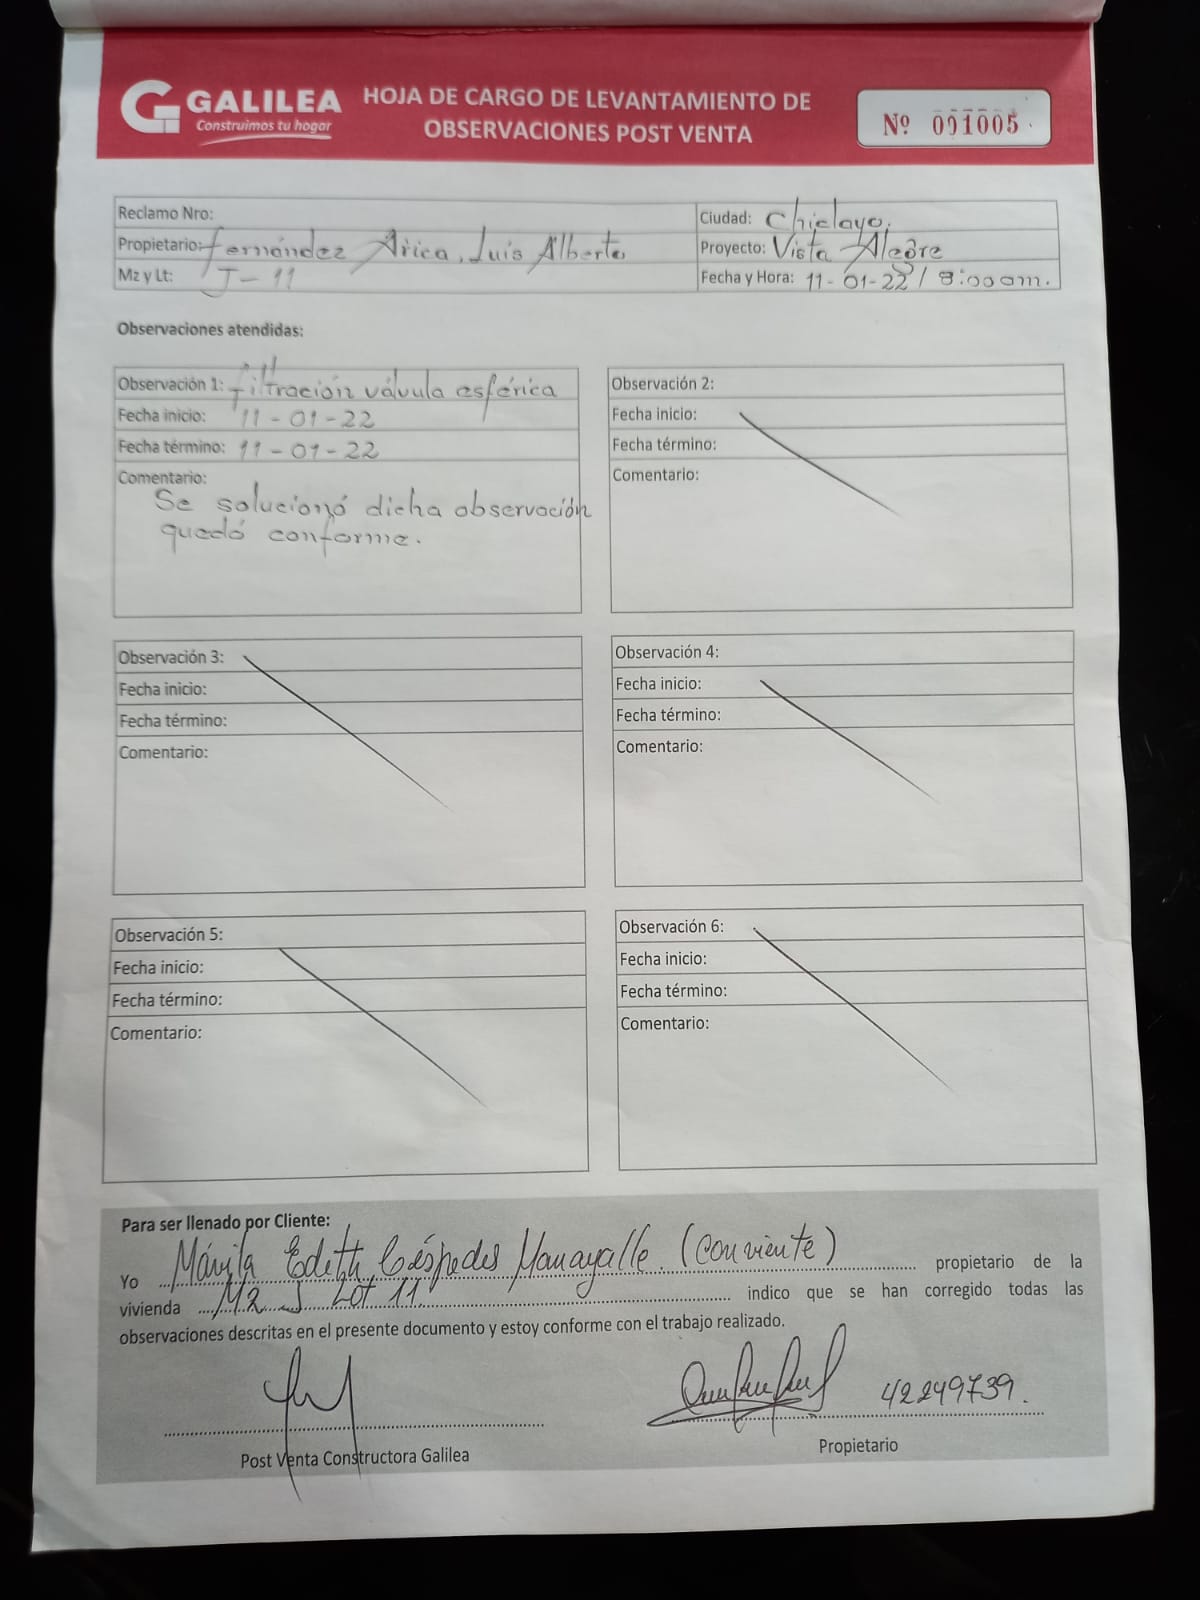 GALILEA
Construimos tu hogar
HOJA DE CARGO DE LEVANTAMIENTO DE
OBSERVACIONES POST VENTA
Nº 001005
Reclamo Nro:
Ciudad: Chiclayo.
Propietario: Fernández Arica, Luis Alberto
Proyecto: Vista Alegre
Mz y Lt: J-11
Fecha y Hora: 11-01-22 / 8:00am.
Observaciones atendidas:
Observación 1: filtración válvula esférica
Fecha inicio: 11-01-22
Fecha término: 11-01-22
Comentario:
Se solucionó dicha observación
quedó conforme.
Observación 2:
Fecha inicio:
Fecha término:
Comentario:
Observación 3:
Fecha inicio:
Fecha término:
Comentario:
Observación 4:
Fecha inicio:
Fecha término:
Comentario:
Observación 5:
Fecha inicio:
Fecha término:
Comentario:
Observación 6:
Fecha inicio:
Fecha término:
Comentario:
Para ser llenado por Cliente:
Yo Edith Céspedes Manayalle. (Conviente) propietario de la
vivienda Mz J Lot 11 indico que se han corregido todas las
observaciones descritas en el presente documento y estoy conforme con el trabajo realizado.
42249739.
Post Venta Constructora Galilea
Propietario